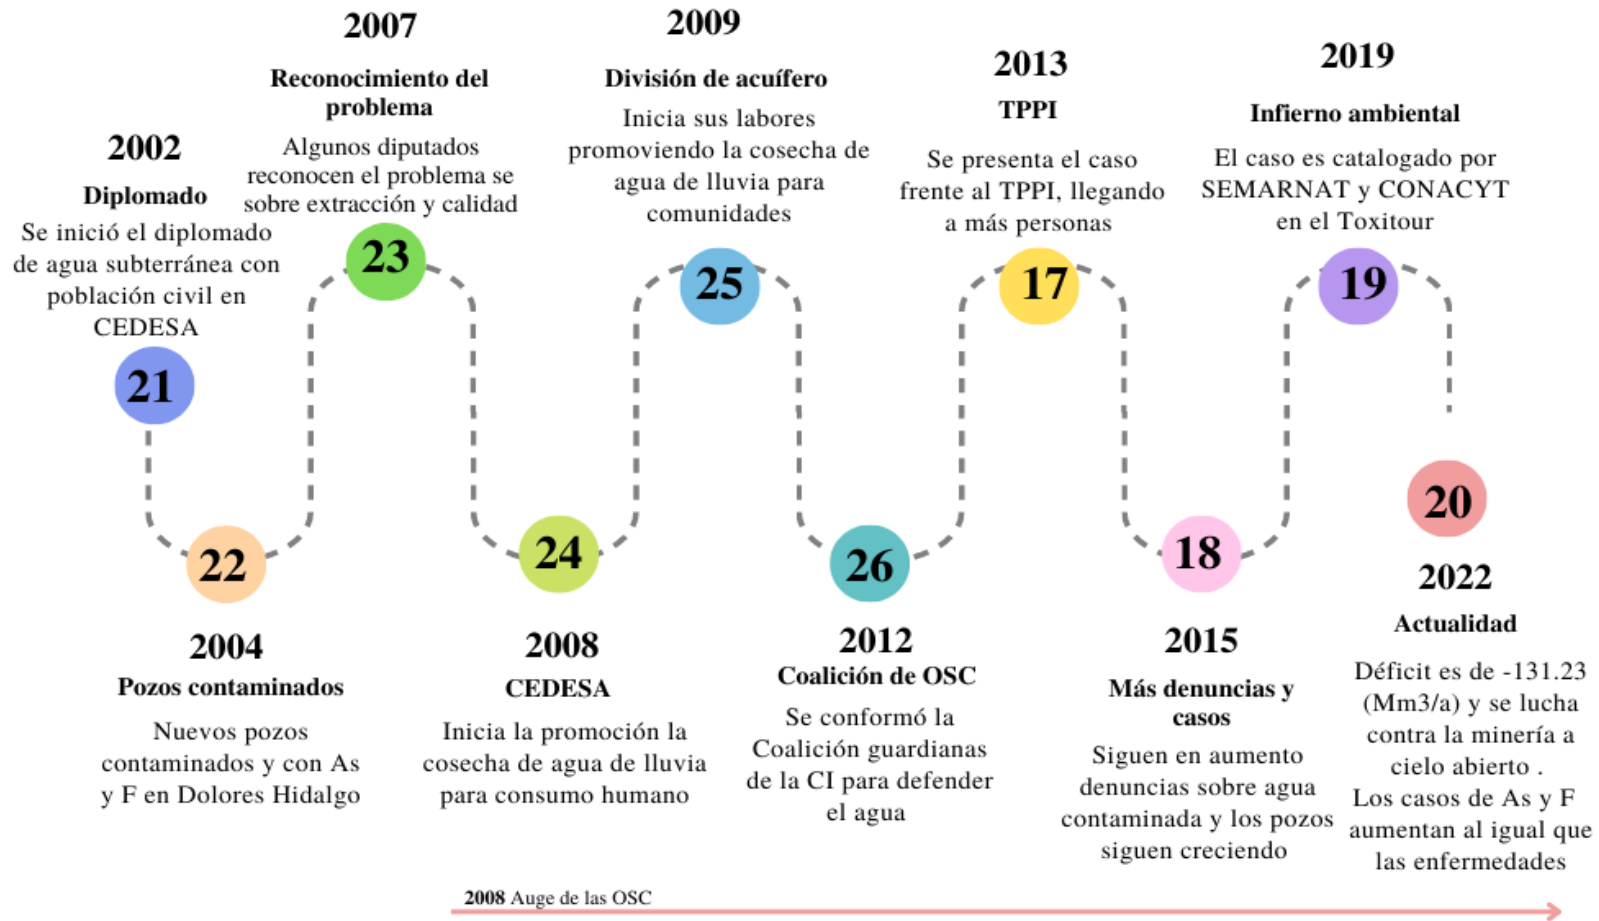 2002
Diplomado
Se inició el diplomado
de agua subterránea con
población civil en
CEDESA
21
22
2004
Pozos contaminados
Nuevos pozos
contaminados y con As
y F en Dolores Hidalgo
2007
Reconocimiento del
problema
Algunos diputados
reconocen el problema se
sobre extracción y calidad
23
24
2008
CEDESA
Inicia la promoción la
cosecha de agua de lluvia
para consumo humano
2009
División de acuífero
Inicia sus labores
promoviendo la cosecha de
agua de lluvia para
comunidades
25
26
2012
Coalición de OSC
Se conformó la
Coalición guardianas
de la CI para defender
el agua
2013
TPPI
Se presenta el caso
frente al TPPI, llegando
a más personas
17
18
2015
Más denuncias y
casos
Siguen en aumento
denuncias sobre agua
contaminada y los pozos
siguen creciendo
2019
Infierno ambiental
El caso es catalogado por
SEMARNAT y CONACYT
en el Toxitour
19
20
2022
Actualidad
Déficit es de -131.23
(Mm3/a) y se lucha
contra la minería a
cielo abierto .
Los casos de As y F
aumentan al igual que
las enfermedades
2008 Auge de las OSC